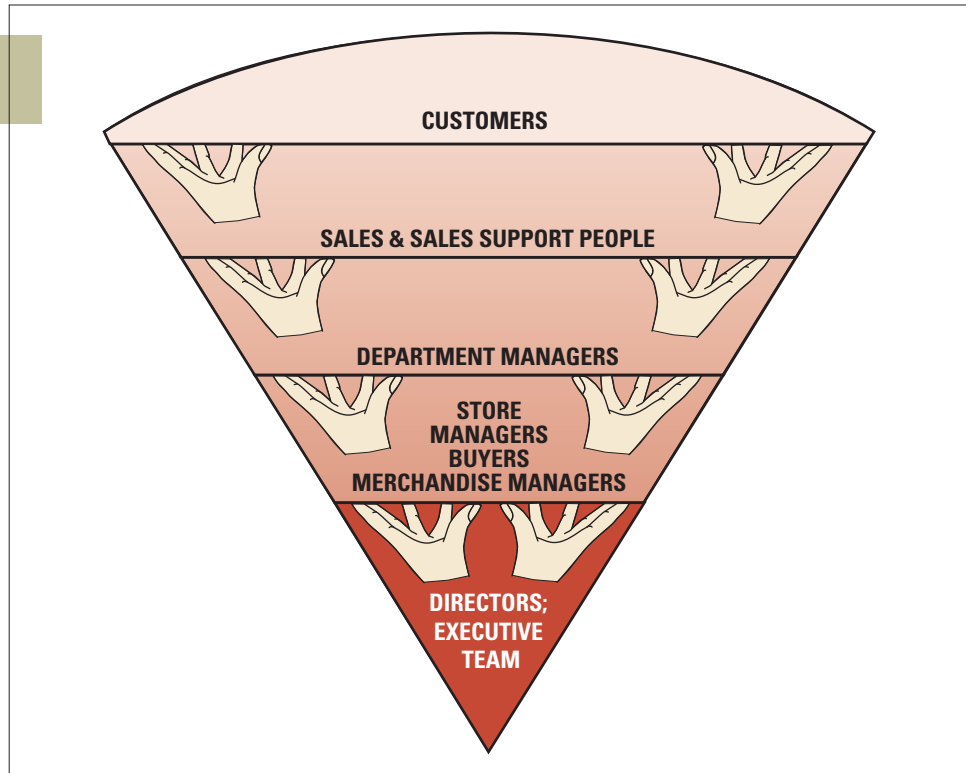 CUSTOMERS
SALES & SALES SUPPORT PEOPLE
DEPARTMENT MANAGERS
STORE
MANAGERS
BUYERS
MERCHANDISE MANAGERS
DIRECTORS;
EXECUTIVE
TEAM